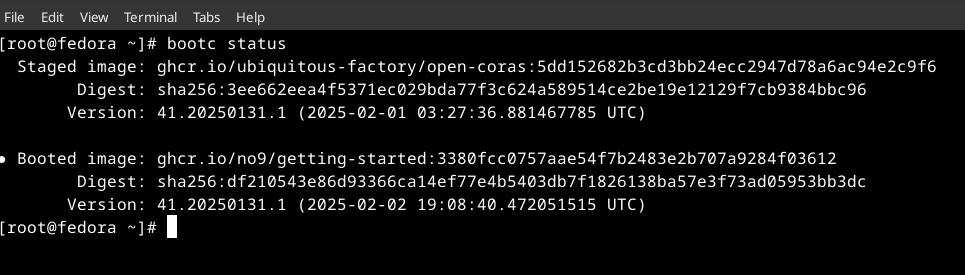 File Edit View Terminal Tabs Help
[root@fedora ~]# bootc status
Staged image: ghcr.io/ubiquitous-factory/open-coras:5dd152682b3cd3bb24ecc2947d78a6ac94e2c9f6
Digest: sha256:3ee662eea4f5371ec029bda77f3c624a589514ce2be19e12129f7cb9384bbc96
Version: 41.20250131.1 (2025-02-01 03:27:36.881467785 UTC)
● Booted image: ghcr.io/no9/getting-started:3380fcc0757aae54f7b2483e2b707a9284f03612
Digest: sha256:df210543e86d93366ca14ef77e4b5403db7f1826138ba57e3f73ad05953bb3dc
Version: 41.20250131.1 (2025-02-02 19:08:40.472051515 UTC)
[root@fedora ~]#